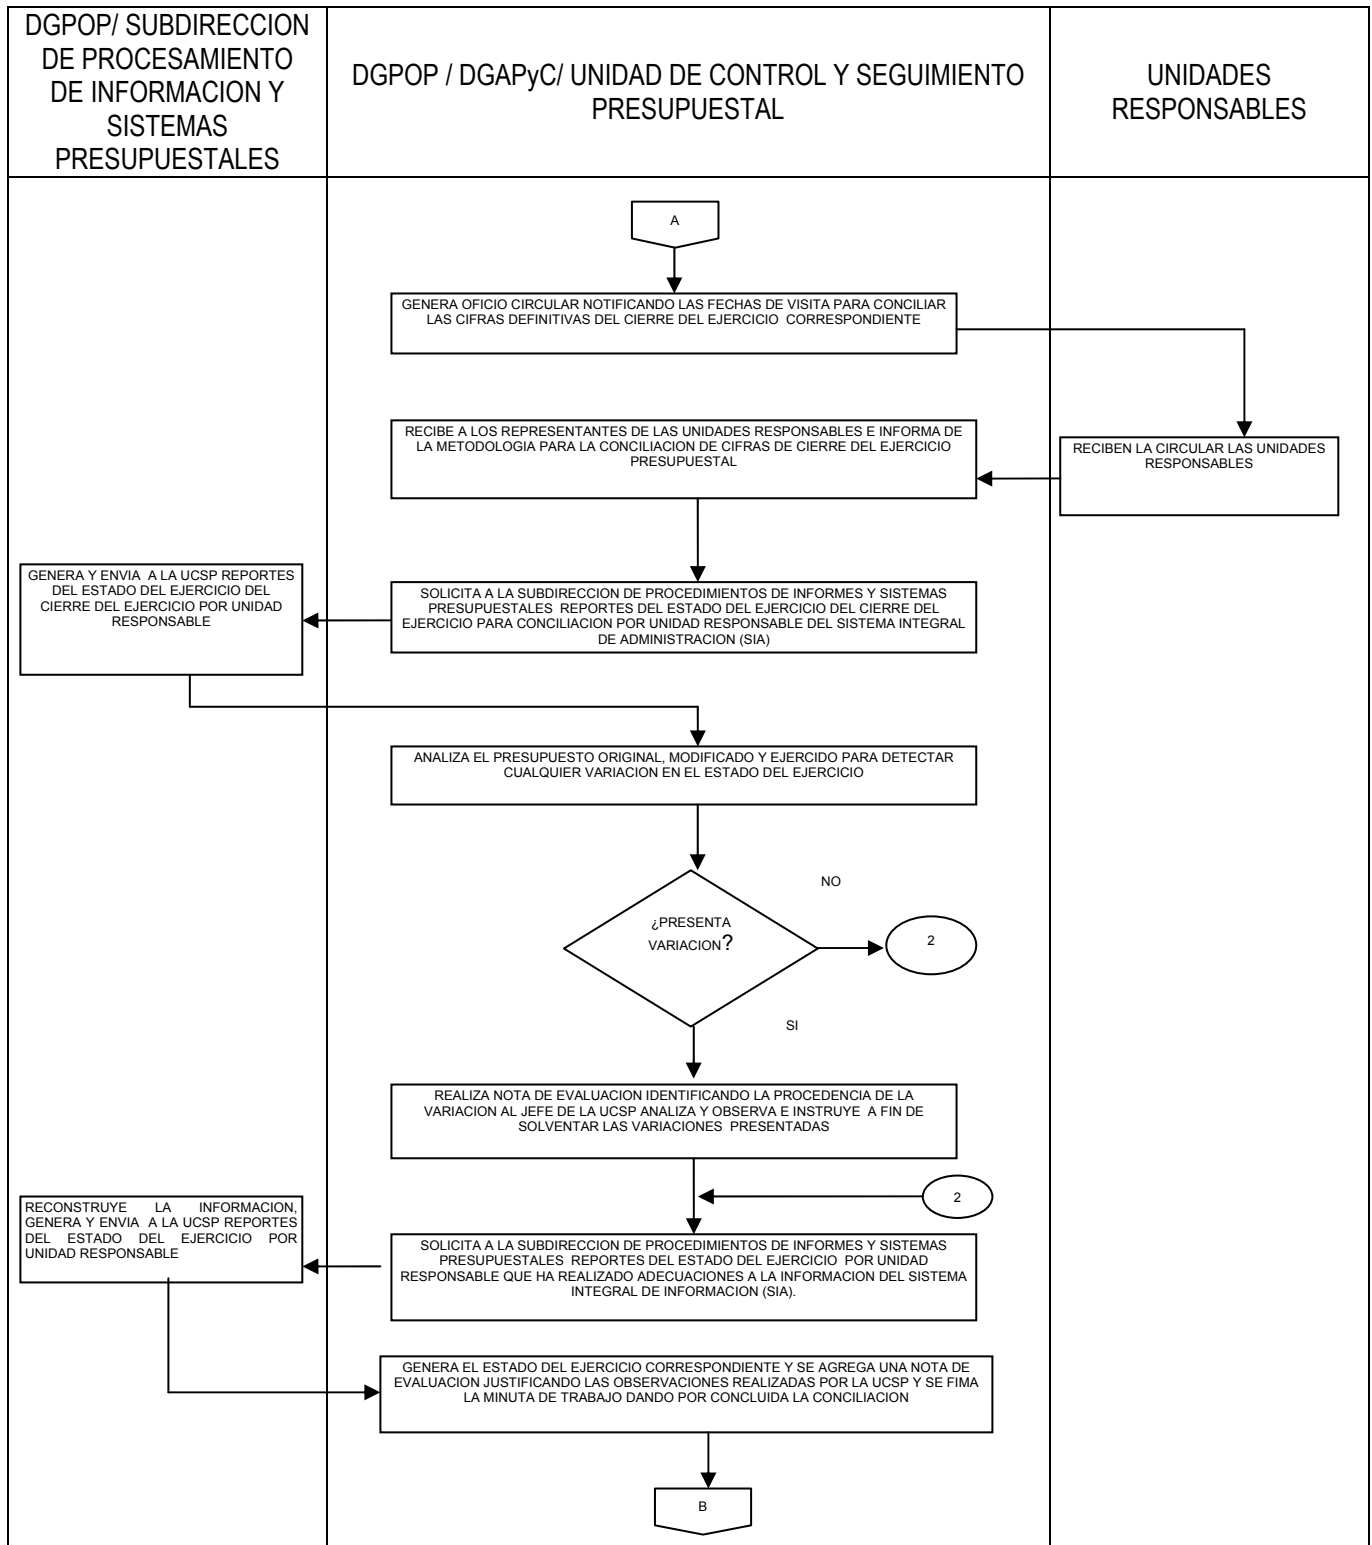 DGPOP/ SUBDIRECCION
DE PROCESAMIENTO
DE INFORMACION Y
SISTEMAS
PRESUPUESTALES
DGPOP / DGAPyC/ UNIDAD DE CONTROL Y SEGUIMIENTO
PRESUPUESTAL
UNIDADES
RESPONSABLES
A
GENERA OFICIO CIRCULAR NOTIFICANDO LAS FECHAS DE VISITA PARA CONCILIAR
LAS CIFRAS DEFINITIVAS DEL CIERRE DEL EJERCICIO CORRESPONDIENTE
RECIBEN LA CIRCULAR LAS UNIDADES
RESPONSABLES
RECIBE A LOS REPRESENTANTES DE LAS UNIDADES RESPONSABLES E INFORMA DE
LA METODOLOGIA PARA LA CONCILIACION DE CIFRAS DE CIERRE DEL EJERCICIO
PRESUPUESTAL
SOLICITA A LA SUBDIRECCION DE PROCEDIMIENTOS DE INFORMES Y SISTEMAS
PRESUPUESTALES REPORTES DEL ESTADO DEL EJERCICIO DEL CIERRE DEL
EJERCICIO PARA CONCILIACION POR UNIDAD RESPONSABLE DEL SISTEMA INTEGRAL
DE ADMINISTRACION (SIA)
GENERA Y ENVIA A LA UCSP REPORTES
DEL ESTADO DEL EJERCICIO DEL
CIERRE DEL EJERCICIO POR UNIDAD
RESPONSABLE
ANALIZA EL PRESUPUESTO ORIGINAL, MODIFICADO Y EJERCIDO PARA DETECTAR
CUALQUIER VARIACION EN EL ESTADO DEL EJERCICIO
¿PRESENTA
VARIACION?
NO
2
SI
REALIZA NOTA DE EVALUACION IDENTIFICANDO LA PROCEDENCIA DE LA
VARIACION AL JEFE DE LA UCSP ANALIZA Y OBSERVA E INSTRUYE A FIN DE
SOLVENTAR LAS VARIACIONES PRESENTADAS
2
SOLICITA A LA SUBDIRECCION DE PROCEDIMIENTOS DE INFORMES Y SISTEMAS
PRESUPUESTALES REPORTES DEL ESTADO DEL EJERCICIO POR UNIDAD
RESPONSABLE QUE HA REALIZADO ADECUACIONES A LA INFORMACION DEL SISTEMA
INTEGRAL DE INFORMACION (SIA).
RECONSTRUYE LA INFORMACION,
GENERA Y ENVIA A LA UCSP REPORTES
DEL ESTADO DEL EJERCICIO POR
UNIDAD RESPONSABLE
GENERA EL ESTADO DEL EJERCICIO CORRESPONDIENTE Y SE AGREGA UNA NOTA DE
EVALUACION JUSTIFICANDO LAS OBSERVACIONES REALIZADAS POR LA UCSP Y SE FIMA
LA MINUTA DE TRABAJO DANDO POR CONCLUIDA LA CONCILIACION
B